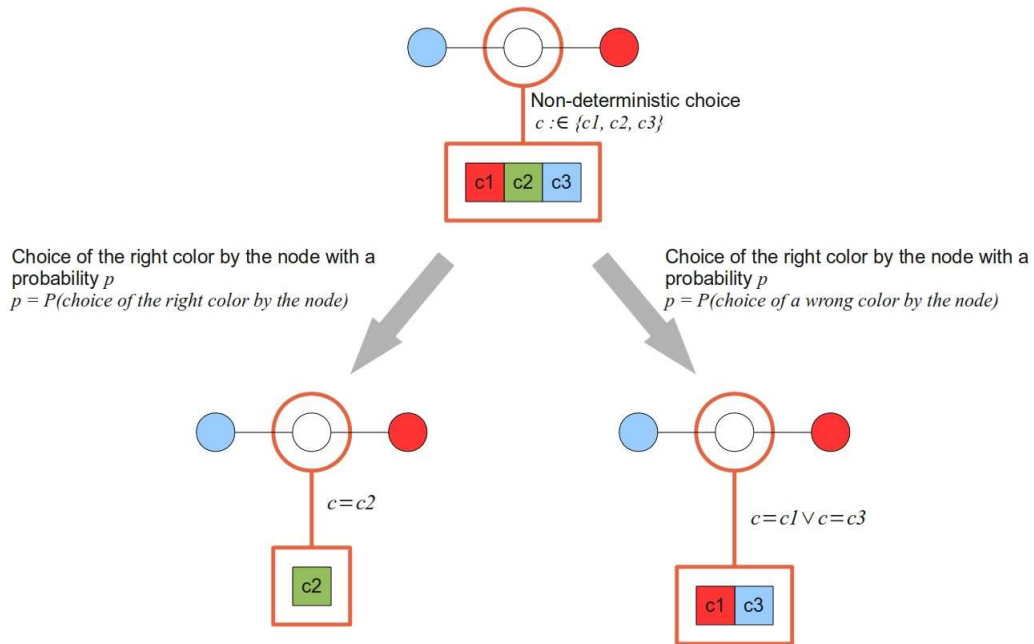 Non-deterministic choice
c :∈ {c1, c2, c3}
c1 c2 c3
Choice of the right color by the node with a
probability p
p = P(choice of the right color by the node)
Choice of the right color by the node with a
probability p
p = P(choice of a wrong color by the node)
c=c2
c=c1∨c=c3
c2
c1 c3